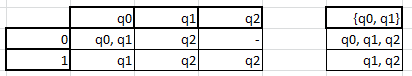 q0 q1 q2 {q0, q1}
0 q0, q1 q2 - q0, q1, q2
1 q1 q2 q2 q1, q2